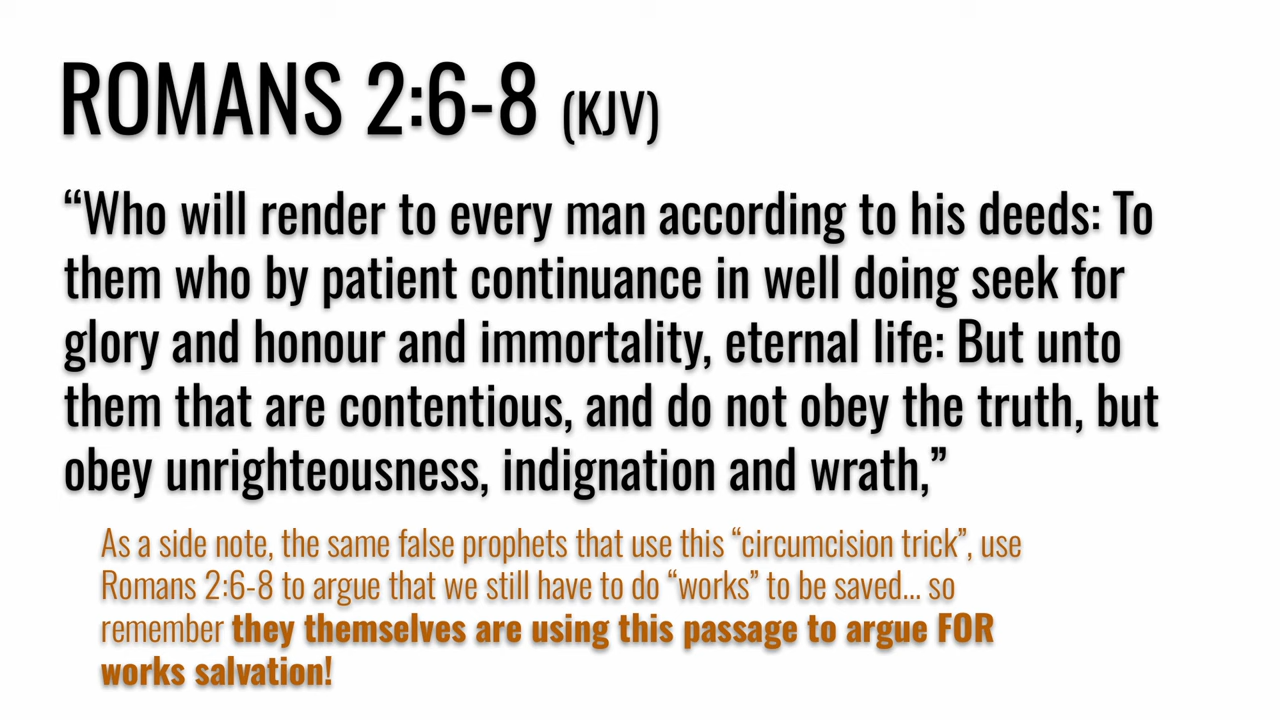 ROMANS 2:6-8 (KJV)
“Who will render to every man according to his deeds: To
them who by patient continuance in well doing seek for
glory and honour and immortality, eternal life: But unto
them that are contentious, and do not obey the truth, but
obey unrighteousness, indignation and wrath,”
As a side note, the same false prophets that use this “circumcision trick”, use
Romans 2:6-8 to argue that we still have to do “works” to be saved... so
remember they themselves are using this passage to argue FOR
works salvation!